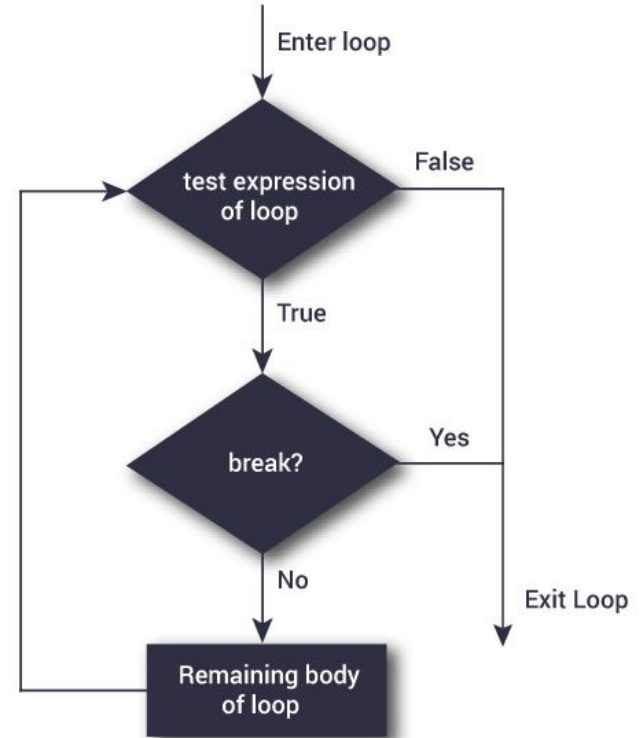 Enter loop
test expression
of loop
False
True
break?
Yes
No
Exit Loop
Remaining body
of loop